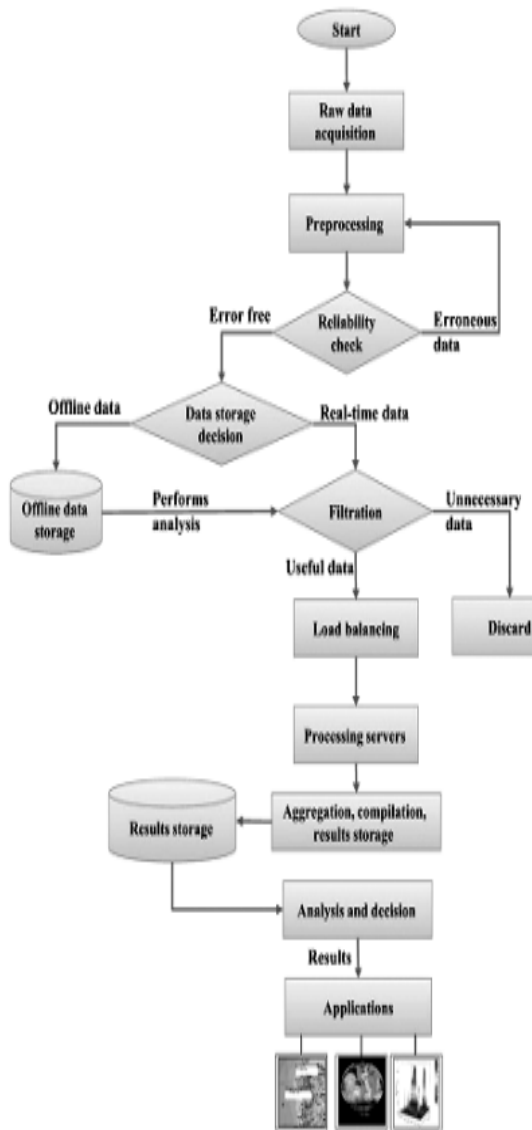 Start
Raw data
acquisition
Preprocessing
Reliability
check
Error free
Erroneous
data
Data storage
decision
Offline data
Real-time data
Offline data
storage
Performs
analysis
Filtration
Unnecessary
data
Useful data
Load balancing
Discard
Processing servers
Aggregation, compilation,
results storage
Results storage
Analysis and decision
Results
Applications